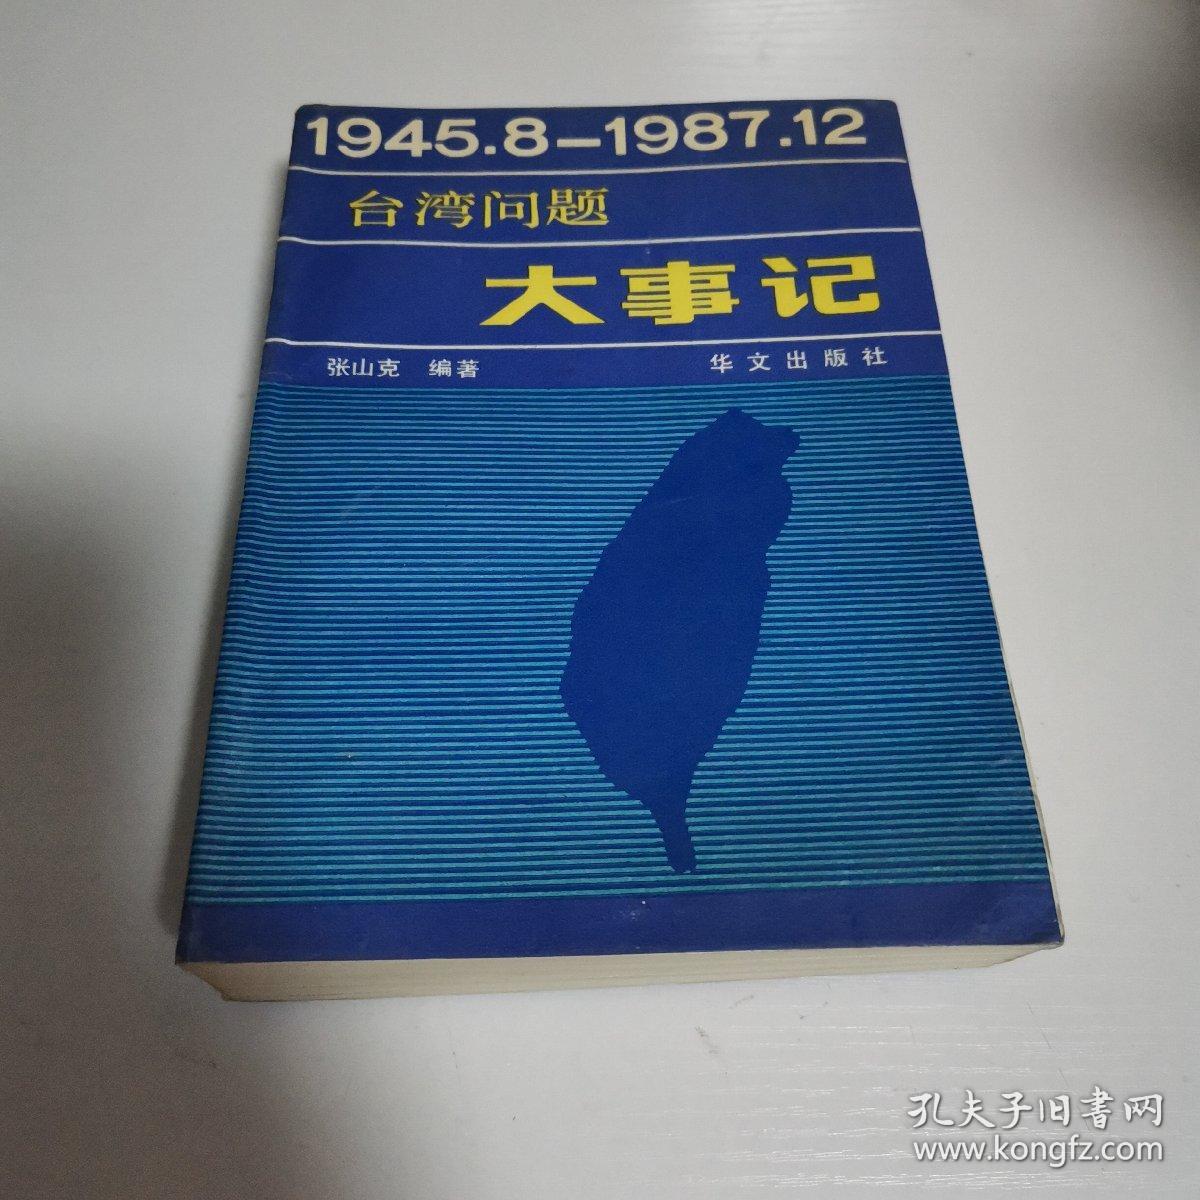 1945.8-1987.12
台湾问题
大事记
张山克 编著 华文出版社
孔夫子旧书网
www.kongfz.com